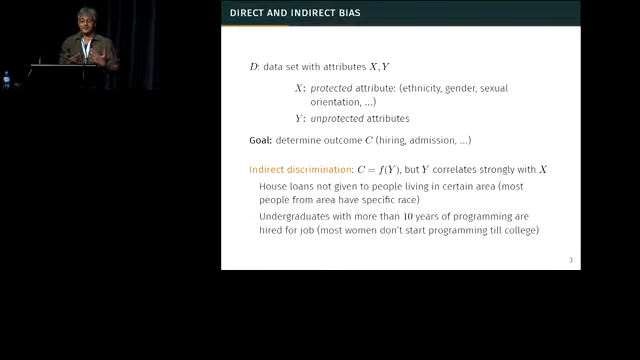 DIRECT AND INDIRECT BIAS
D: data set with attributes X, Y
X: protected attribute: (ethnicity, gender, sexual
orientation, ...)
Y: unprotected attributes
Goal: determine outcome C (hiring, admission, ...)
Indirect discrimination: C = f(Y), but Y correlates strongly with X
House loans not given to people living in certain area (most
people from area have specific race)
Undergraduates with more than 10 years of programming are
hired for job (most women don't start programming till college)
3